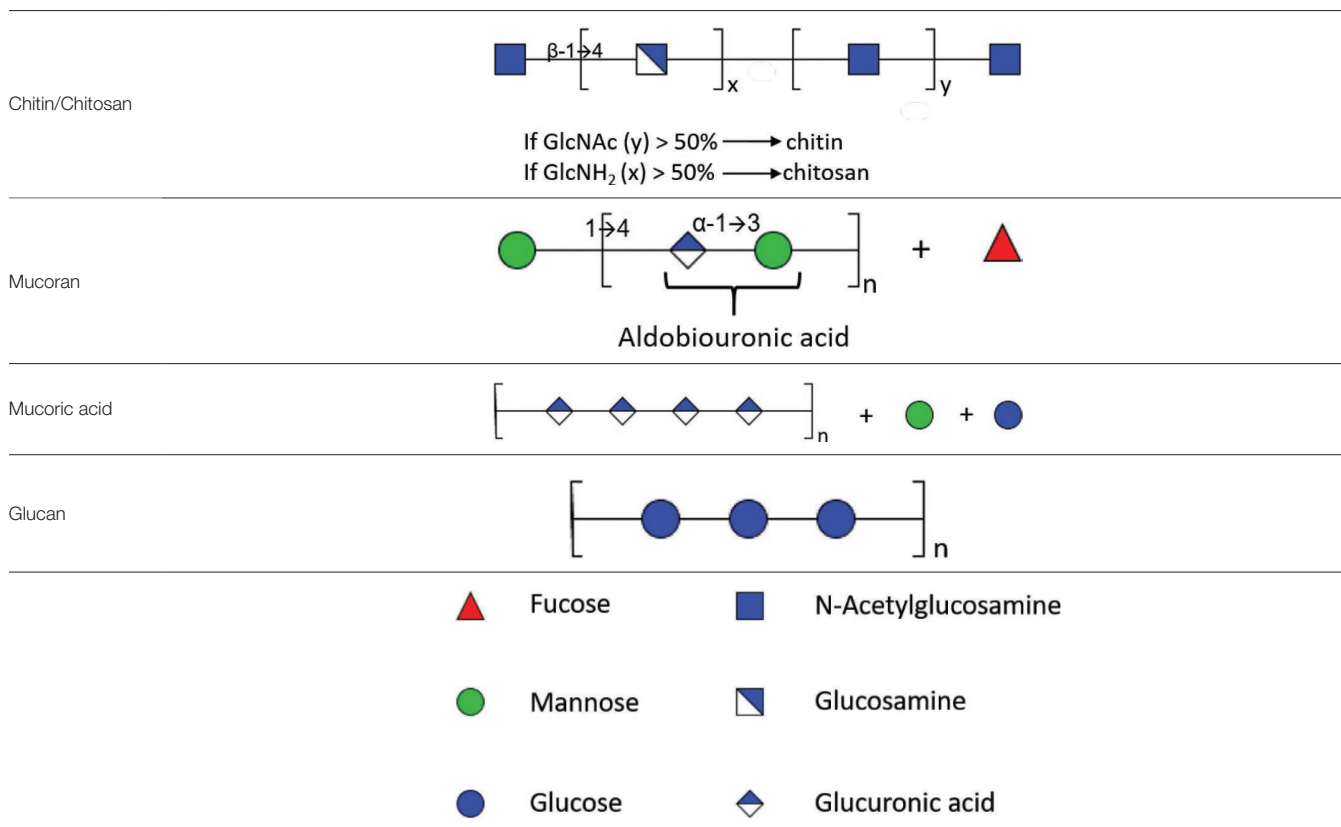 Chitin/Chitosan
β-1→4
x
y
If GlcNAc (y) > 50% → chitin
If GlcNH₂ (x) > 50% → chitosan
Mucoran
1→4
α-1→3
n
+
Aldobiouronic acid
Mucoric acid
n
+
+
Glucan
n
Fucose
N-Acetylglucosamine
Mannose
Glucosamine
Glucose
Glucuronic acid